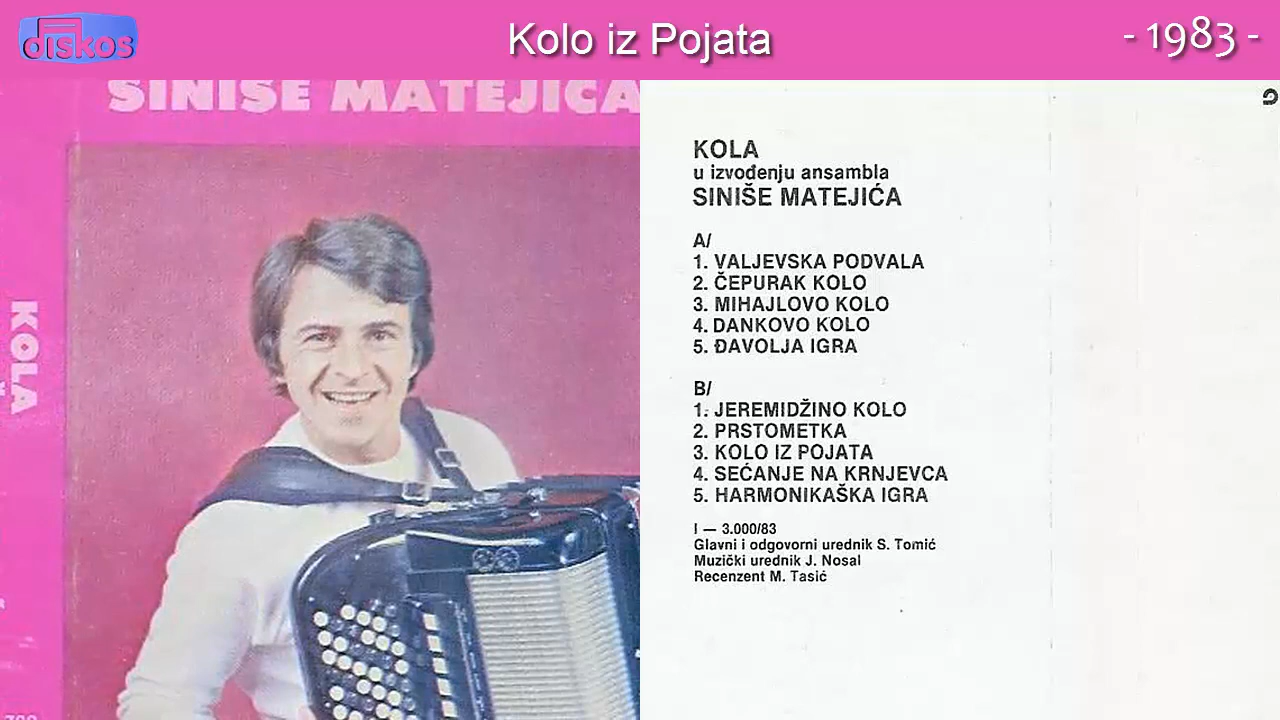 diskos
Kolo iz Pojata
- 1983 -
SINIŠE MATEJIĆA
KOLA
KOLA
u izvođenju ansambla
SINIŠE MATEJIĆA
A/
1. VALJEVSKA PODVALA
2. ČEPURAK KOLO
3. MIHAJLOVO KOLO
4. DANKOVO KOLO
5. ĐAVOLJA IGRA
B/
1. JEREMIDŽINO KOLO
2. PRSTOMETKA
3. KOLO IZ POJATA
4. SEĆANJE NA KRNJEVCA
5. HARMONIKAŠKA IGRA
I — 3.000/83
Glavni i odgovorni urednik S. Tomić
Muzički urednik J. Nosal
Recenzent M. Tasić